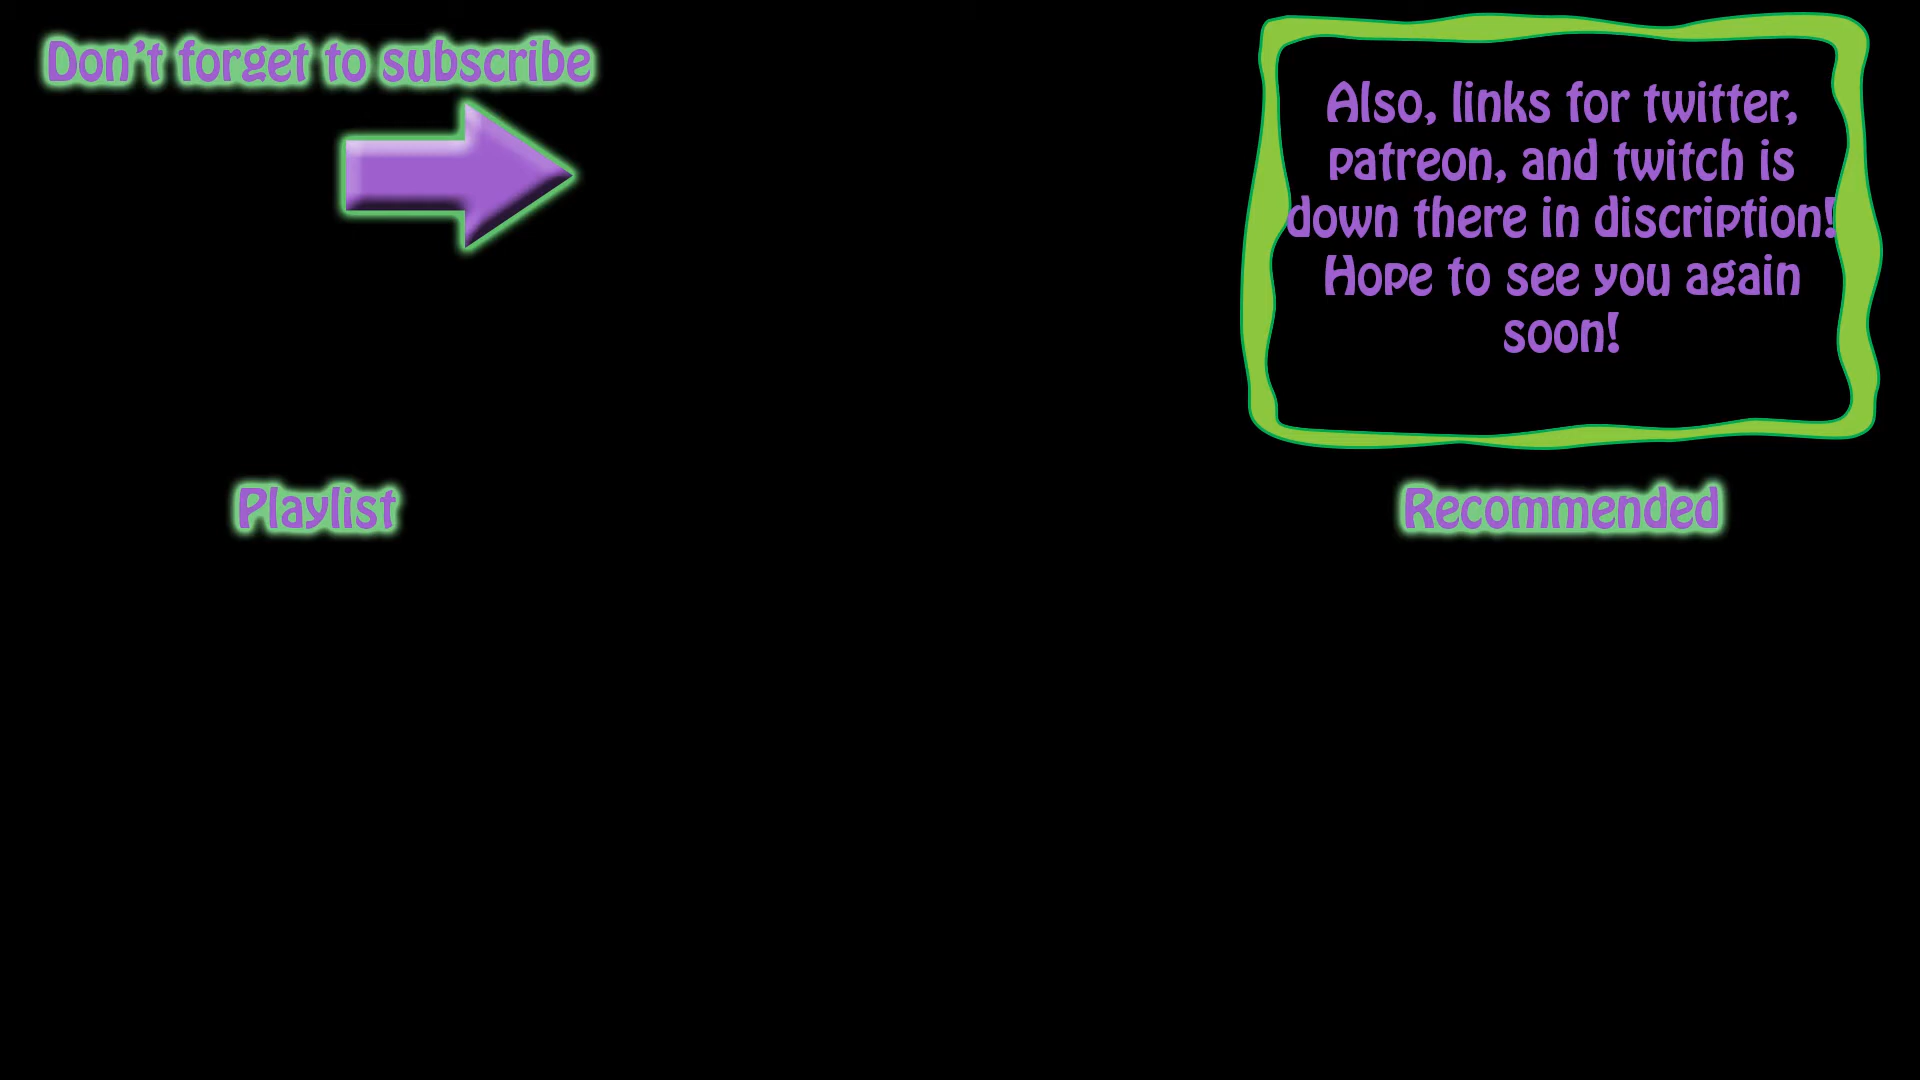 Don't forget to subscribe
Also, links for twitter,
patreon, and twitch is
down there in discription!
Hope to see you again
soon!
Playlist
Recommended